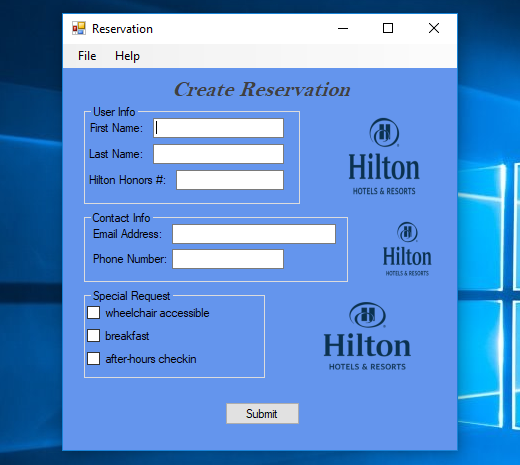 Reservation
File Help
Create Reservation
User Info
First Name:
Last Name:
Hilton Honors #:
Hilton
HOTELS & RESORTS
Contact Info
Email Address:
Phone Number:
Hilton
HOTELS & RESORTS
Special Request
wheelchair accessible
breakfast
after-hours checkin
Hilton
HOTELS & RESORTS
Submit